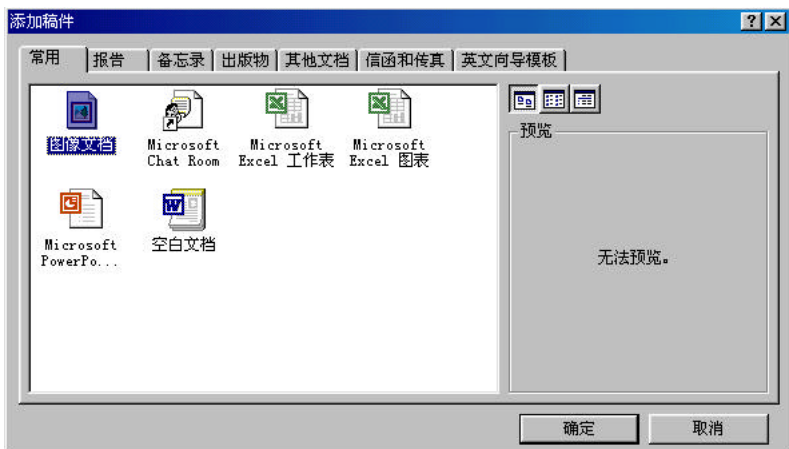 添加稿件
常用 报告 备忘录 出版物 其他文档 信函和传真 英文向导模板
图像文档
Microsoft
Chat Room
Microsoft
Excel 工作表
Microsoft
Excel 图表
Microsoft
PowerPo...
空白文档
预览
无法预览。
确定 取消